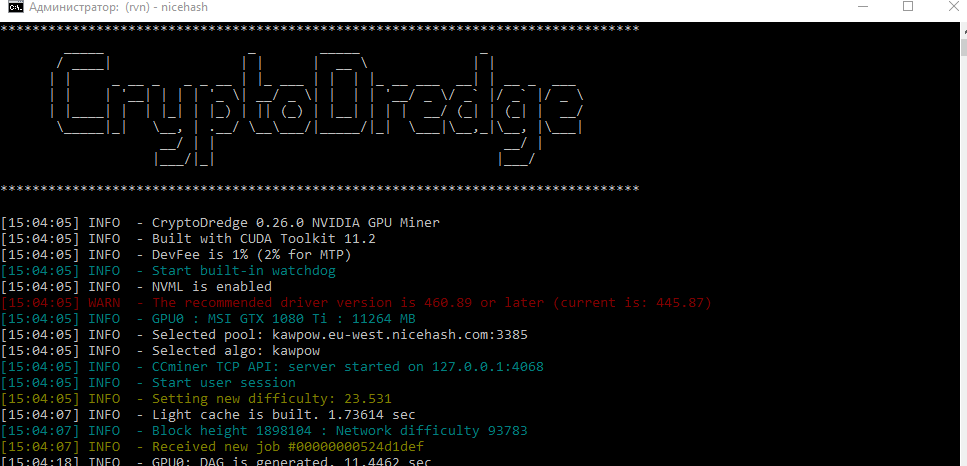 Администратор: (rvn) - nicehash
********************************************************************************
CryptoDredge
********************************************************************************
[15:04:05] INFO - CryptoDredge 0.26.0 NVIDIA GPU Miner
[15:04:05] INFO - Built with CUDA Toolkit 11.2
[15:04:05] INFO - DevFee is 1% (2% for MTP)
[15:04:05] INFO - Start built-in watchdog
[15:04:05] INFO - NVML is enabled
[15:04:05] WARN - The recommended driver version is 460.89 or later (current is: 445.87)
[15:04:05] INFO - GPU0 : MSI GTX 1080 Ti : 11264 MB
[15:04:05] INFO - Selected pool: kawpow.eu-west.nicehash.com:3385
[15:04:05] INFO - Selected algo: kawpow
[15:04:05] INFO - CCminer TCP API: server started on 127.0.0.1:4068
[15:04:05] INFO - Start user session
[15:04:05] INFO - Setting new difficulty: 23.531
[15:04:07] INFO - Light cache is built. 1.73614 sec
[15:04:07] INFO - Block height 1898104 : Network difficulty 93783
[15:04:07] INFO - Received new job #00000000524d1def
[15:04:18] INFO - GPU0: DAG is generated. 11.4462 sec